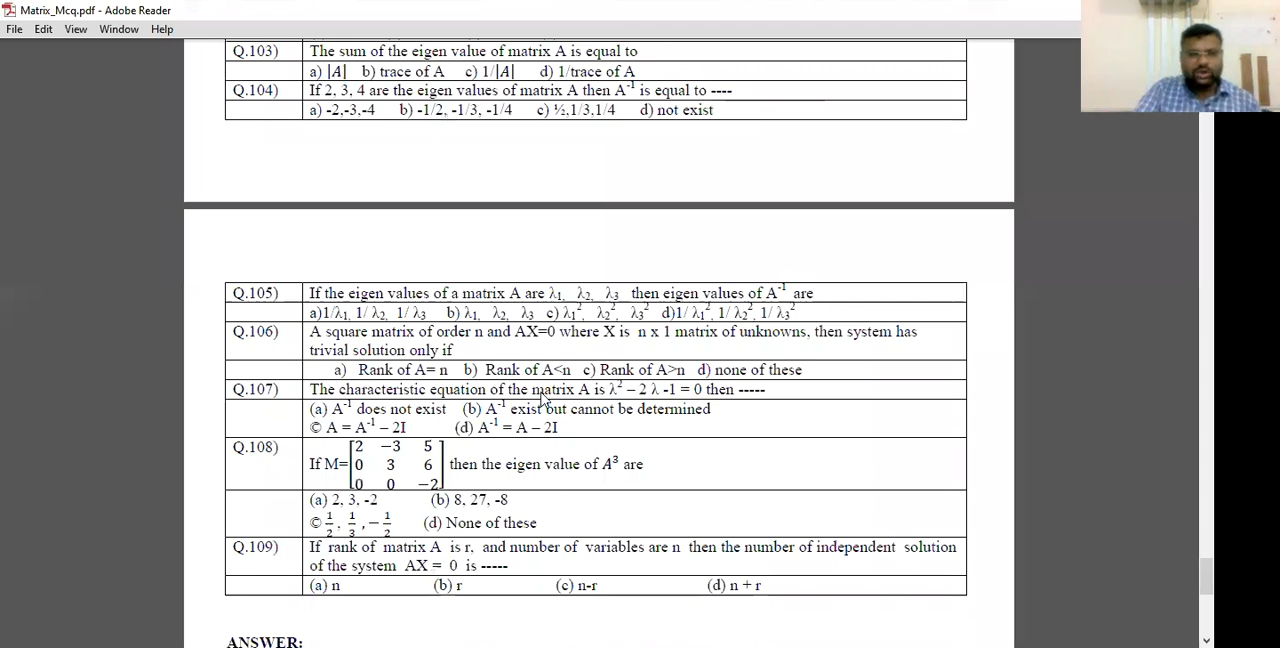 Matrix_Mcq.pdf - Adobe Reader
File Edit View Window Help
Q.103) The sum of the eigen value of matrix A is equal to
a) |A| b) trace of A c) 1/|A| d) 1/trace of A
Q.104) If 2, 3, 4 are the eigen values of matrix A then A⁻¹ is equal to ----
a) -2,-3,-4 b) -1/2, -1/3, -1/4 c) ½,1/3,1/4 d) not exist
Q.105) If the eigen values of a matrix A are λ₁, λ₂, λ₃ then eigen values of A⁻¹ are
a)1/λ₁, 1/ λ₂, 1/ λ₃ b) λ₁, λ₂, λ₃ c) λ₁², λ₂², λ₃² d)1/ λ₁², 1/ λ₂², 1/ λ₃²
Q.106) A square matrix of order n and AX=0 where X is n x 1 matrix of unknowns, then system has
trivial solution only if
a) Rank of A= n b) Rank of A<n c) Rank of A>n d) none of these
Q.107) The characteristic equation of the matrix A is λ² – 2 λ -1 = 0 then -----
(a) A⁻¹ does not exist (b) A⁻¹ exist but cannot be determined
© A = A⁻¹ – 2I (d) A⁻¹ = A – 2I
Q.108) [2 −3 5]
If M= [0 3 6] then the eigen value of A³ are
[0 0 −2]
(a) 2, 3, -2 (b) 8, 27, -8
© 1/2, 1/3, −1/2 (d) None of these
Q.109) If rank of matrix A is r, and number of variables are n then the number of independent solution
of the system AX = 0 is -----
(a) n (b) r (c) n-r (d) n + r
ANSWER: